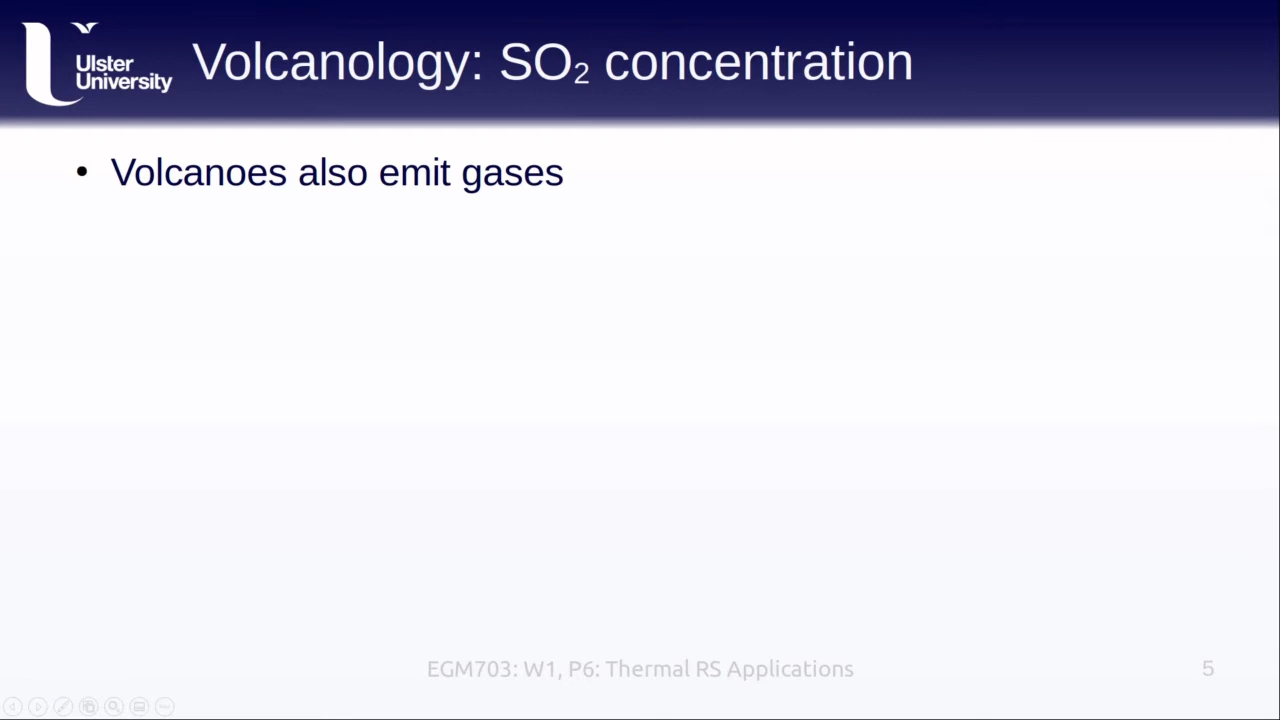 Ulster
University
Volcanology: SO₂ concentration
• Volcanoes also emit gases
EGM703: W1, P6: Thermal RS Applications
5